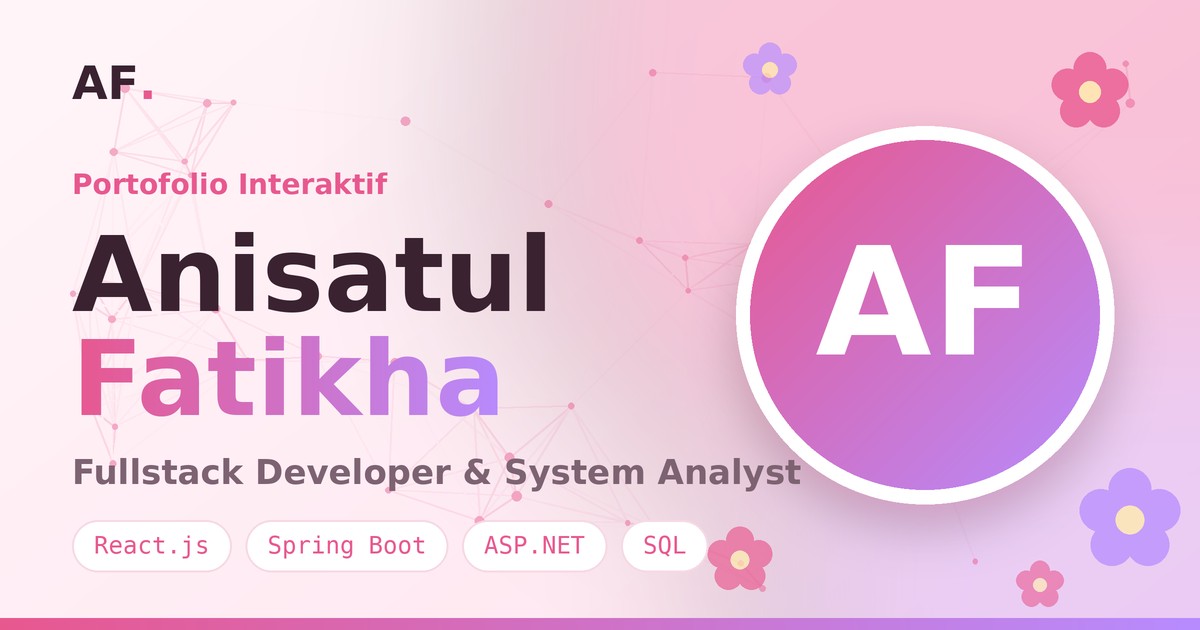 AF.
Portofolio Interaktif
Anisatul
Fatikha
AF
Fullstack Developer & System Analyst
React.js Spring Boot ASP.NET SQL